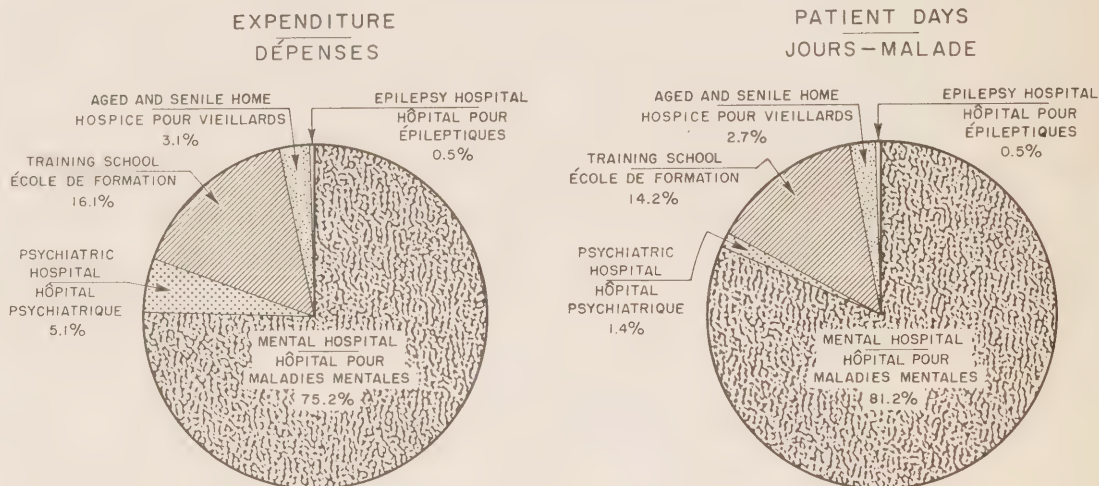 EXPENDITURE
DÉPENSES
AGED AND SENILE HOME
HOSPICE POUR VIEILLARDS
3.1%
EPILEPSY HOSPITAL
HÔPITAL POUR
ÉPILEPTIQUES
0.5%
TRAINING SCHOOL
ÉCOLE DE FORMATION
16.1%
PSYCHIATRIC
HOSPITAL
HÔPITAL
PSYCHIATRIQUE
5.1%
MENTAL HOSPITAL
HÔPITAL POUR
MALADIES MENTALES
75.2%
PATIENT DAYS
JOURS-MALADE
AGED AND SENILE HOME
HOSPICE POUR VIEILLARDS
2.7%
EPILEPSY HOSPITAL
HÔPITAL POUR
ÉPILEPTIQUES
0.5%
TRAINING SCHOOL
ÉCOLE DE FORMATION
14.2%
PSYCHIATRIC
HOSPITAL
HÔPITAL
PSYCHIATRIQUE
1.4%
MENTAL HOSPITAL
HÔPITAL POUR
MALADIES MENTALES
81.2%